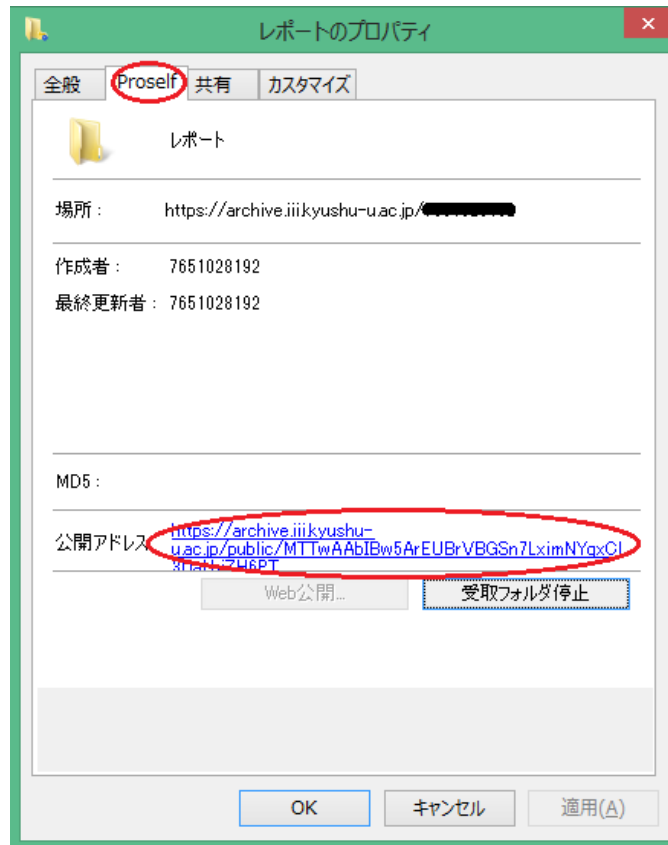 レポートのプロパティ
全般 Proself 共有 カスタマイズ
レポート
場所： https://archive.iii.kyushu-u.ac.jp/
作成者： 7651028192
最終更新者： 7651028192
MD5：
公開アドレス https://archive.iii.kyushu-
u.ac.jp/public/MTTwAAbIBw5ArEUBrVBGSn7LximNYqxCl
Web公開... 受取フォルダ停止
OK キャンセル 適用(A)